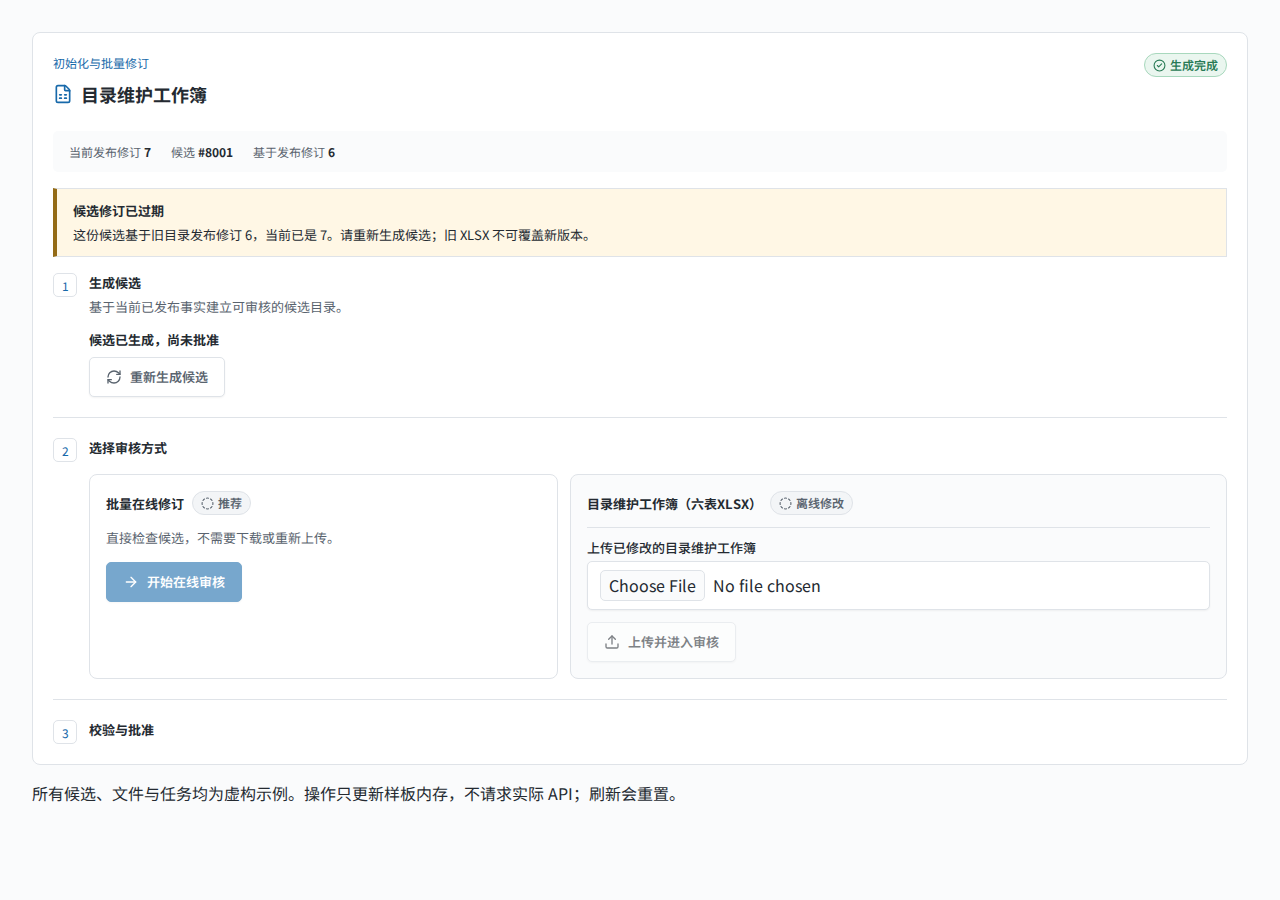 初始化与批量修订
生成完成
目录维护工作簿
当前发布修订 7 候选 #8001 基于发布修订 6
候选修订已过期
这份候选基于旧目录发布修订 6，当前已是 7。请重新生成候选；旧 XLSX 不可覆盖新版本。
1 生成候选
基于当前已发布事实建立可审核的候选目录。
候选已生成，尚未批准
重新生成候选
2 选择审核方式
批量在线修订 推荐
直接检查候选，不需要下载或重新上传。
开始在线审核
目录维护工作簿（六表XLSX） 离线修改
上传已修改的目录维护工作簿
Choose File No file chosen
上传并进入审核
3 校验与批准
所有候选、文件与任务均为虚构示例。操作只更新样板内存，不请求实际 API；刷新会重置。